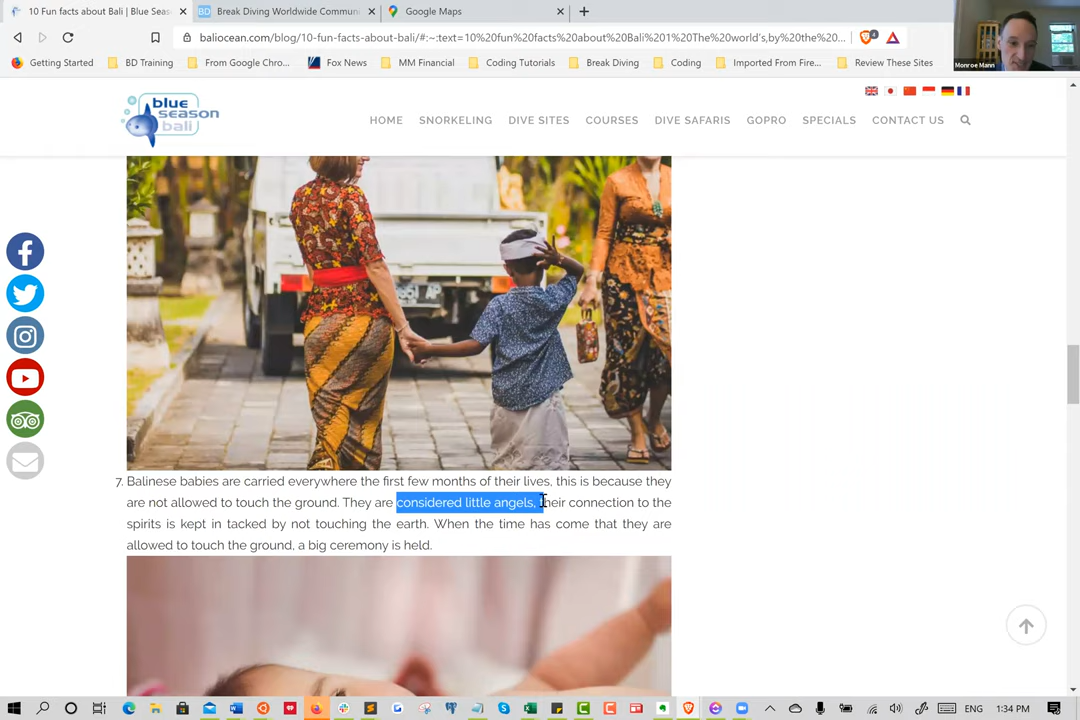 10 Fun facts about Bali | Blue Seas
Break Diving Worldwide Commun
Google Maps
baliocean.com/blog/10-fun-facts-about-bali/#:~:text=10%20fun%20facts%20about%20Bali%201%20The%20world's,by%20the%20...
4
Getting Started
BD Training
From Google Chro...
Fox News
MM Financial
Coding Tutorials
Break Diving
Coding
Imported From Fire...
Review These Sites
Monroe Mann
blue
season
bali
HOME
SNORKELING
DIVE SITES
COURSES
DIVE SAFARIS
GOPRO
SPECIALS
CONTACT US
7. Balinese babies are carried everywhere the first few months of their lives, this is because they
are not allowed to touch the ground. They are considered little angels, their connection to the
spirits is kept in tacked by not touching the earth. When the time has come that they are
allowed to touch the ground, a big ceremony is held.
ENG
1:34 PM